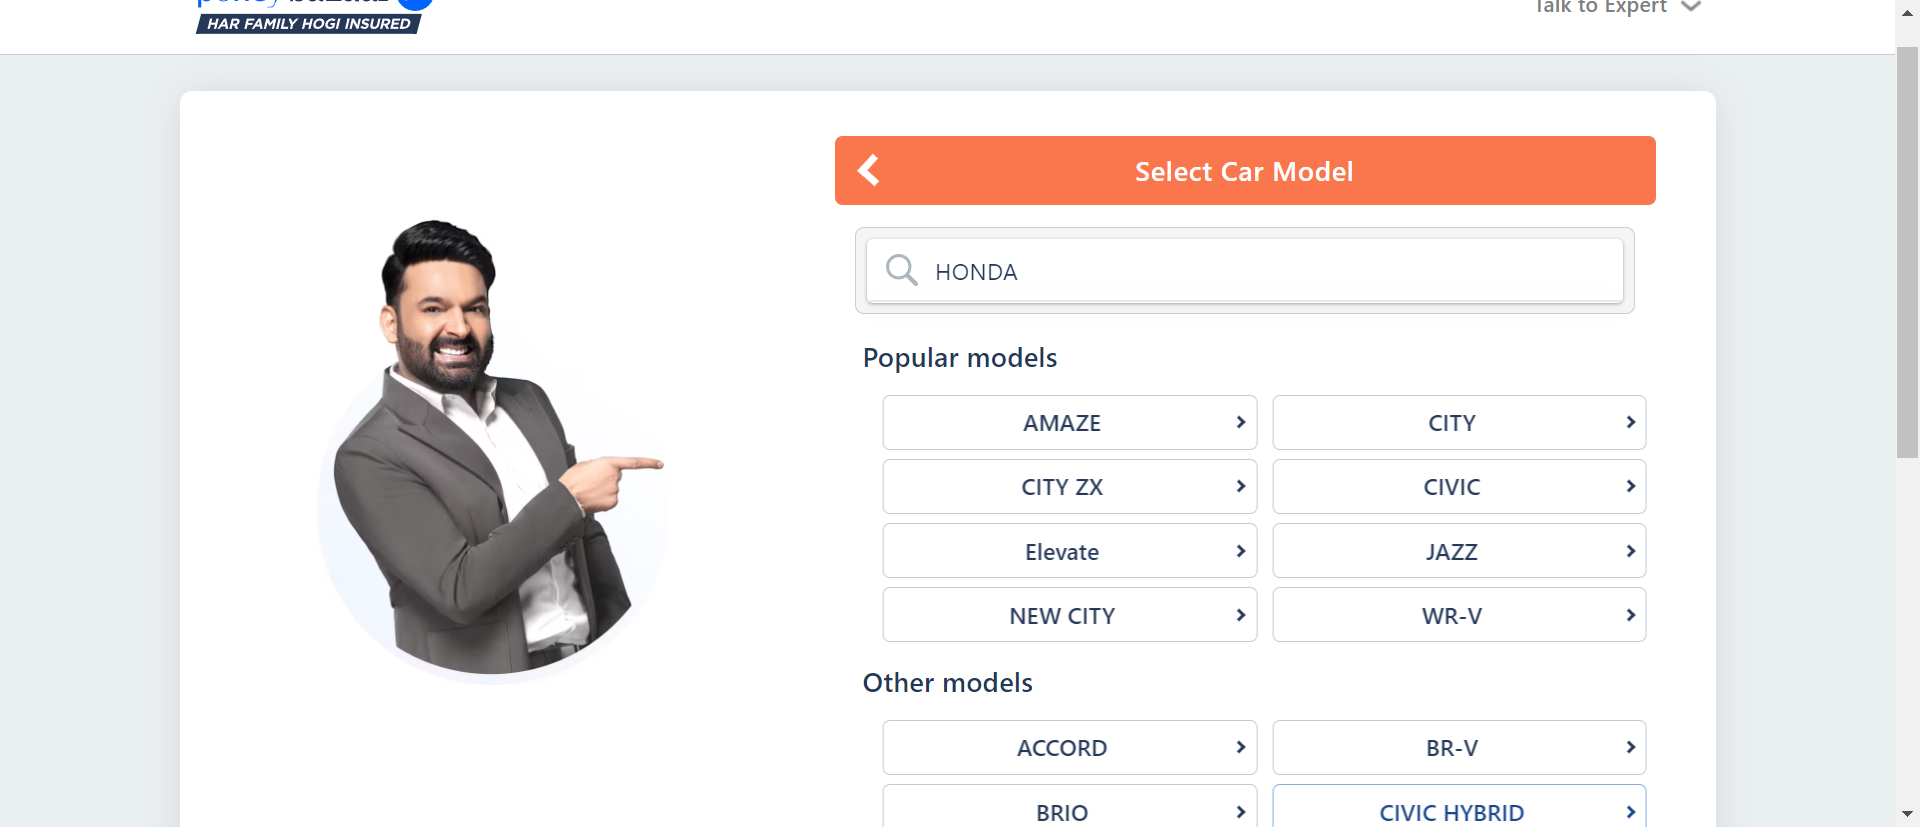 policybazaar
HAR FAMILY HOGI INSURED
Talk to Expert
Select Car Model
HONDA
Popular models
AMAZE
CITY
CITY ZX
CIVIC
Elevate
JAZZ
NEW CITY
WR-V
Other models
ACCORD
BR-V
BRIO
CIVIC HYBRID